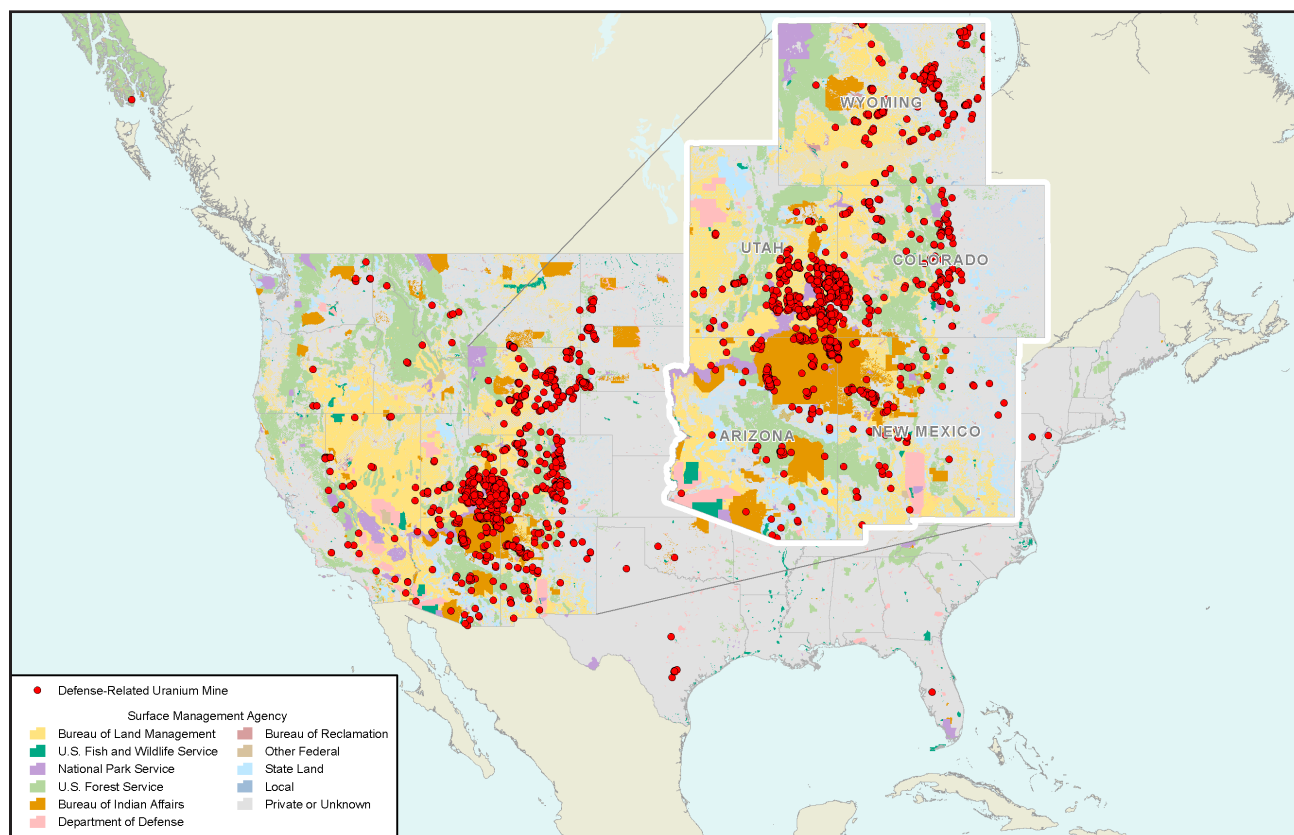 WYOMING
UTAH
COLORADO
ARIZONA
NEW MEXICO
Defense-Related Uranium Mine
Surface Management Agency
Bureau of Land Management
U.S. Fish and Wildlife Service
National Park Service
U.S. Forest Service
Bureau of Indian Affairs
Department of Defense
Bureau of Reclamation
Other Federal
State Land
Local
Private or Unknown